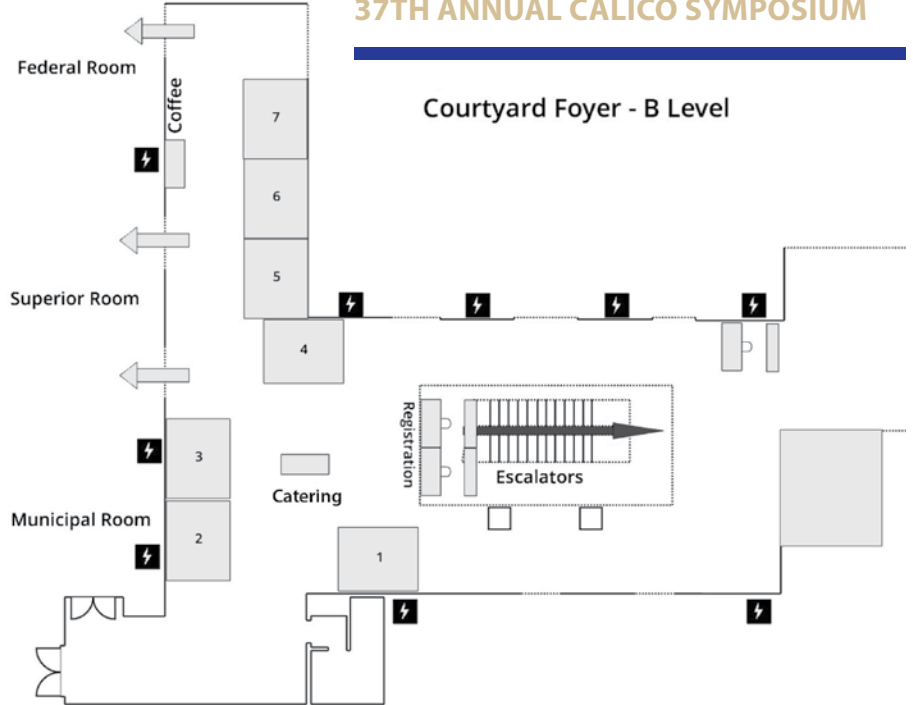 37TH ANNUAL CALICO SYMPOSIUM
Courtyard Foyer - B Level
Federal Room
Coffee
7
6
5
Superior Room
4
Registration
3
Catering
Escalators
Municipal Room
2
1